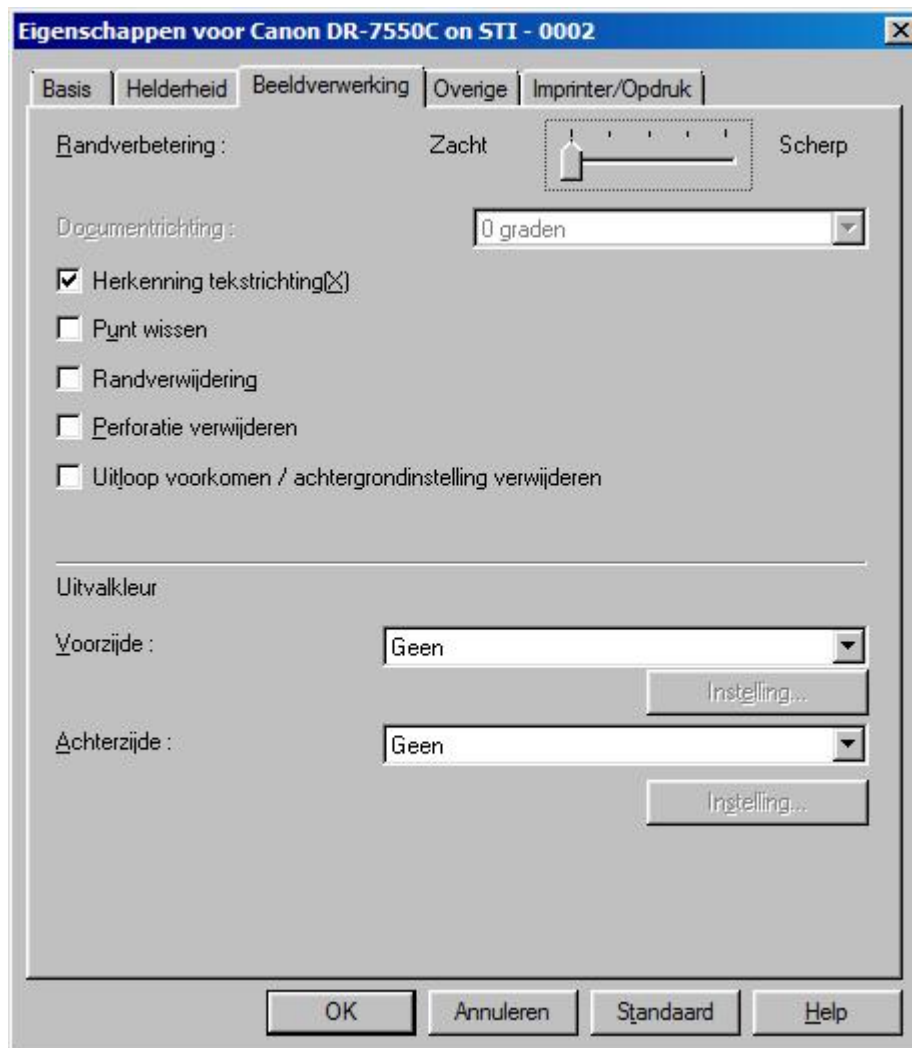 Eigenschappen voor Canon DR-7550C on STI - 0002
Basis Helderheid Beeldverwerking Overige Imprinter/Opdruk
Randverbetering : Zacht Scherp
Documentrichting : 0 graden
Herkenning tekstrichting(X)
Punt wissen
Randverwijdering
Perforatie verwijderen
Uitloop voorkomen / achtergrondinstelling verwijderen
Uitvalkleur
Voorzijde : Geen
Instelling...
Achterzijde : Geen
Instelling...
OK Annuleren Standaard Help